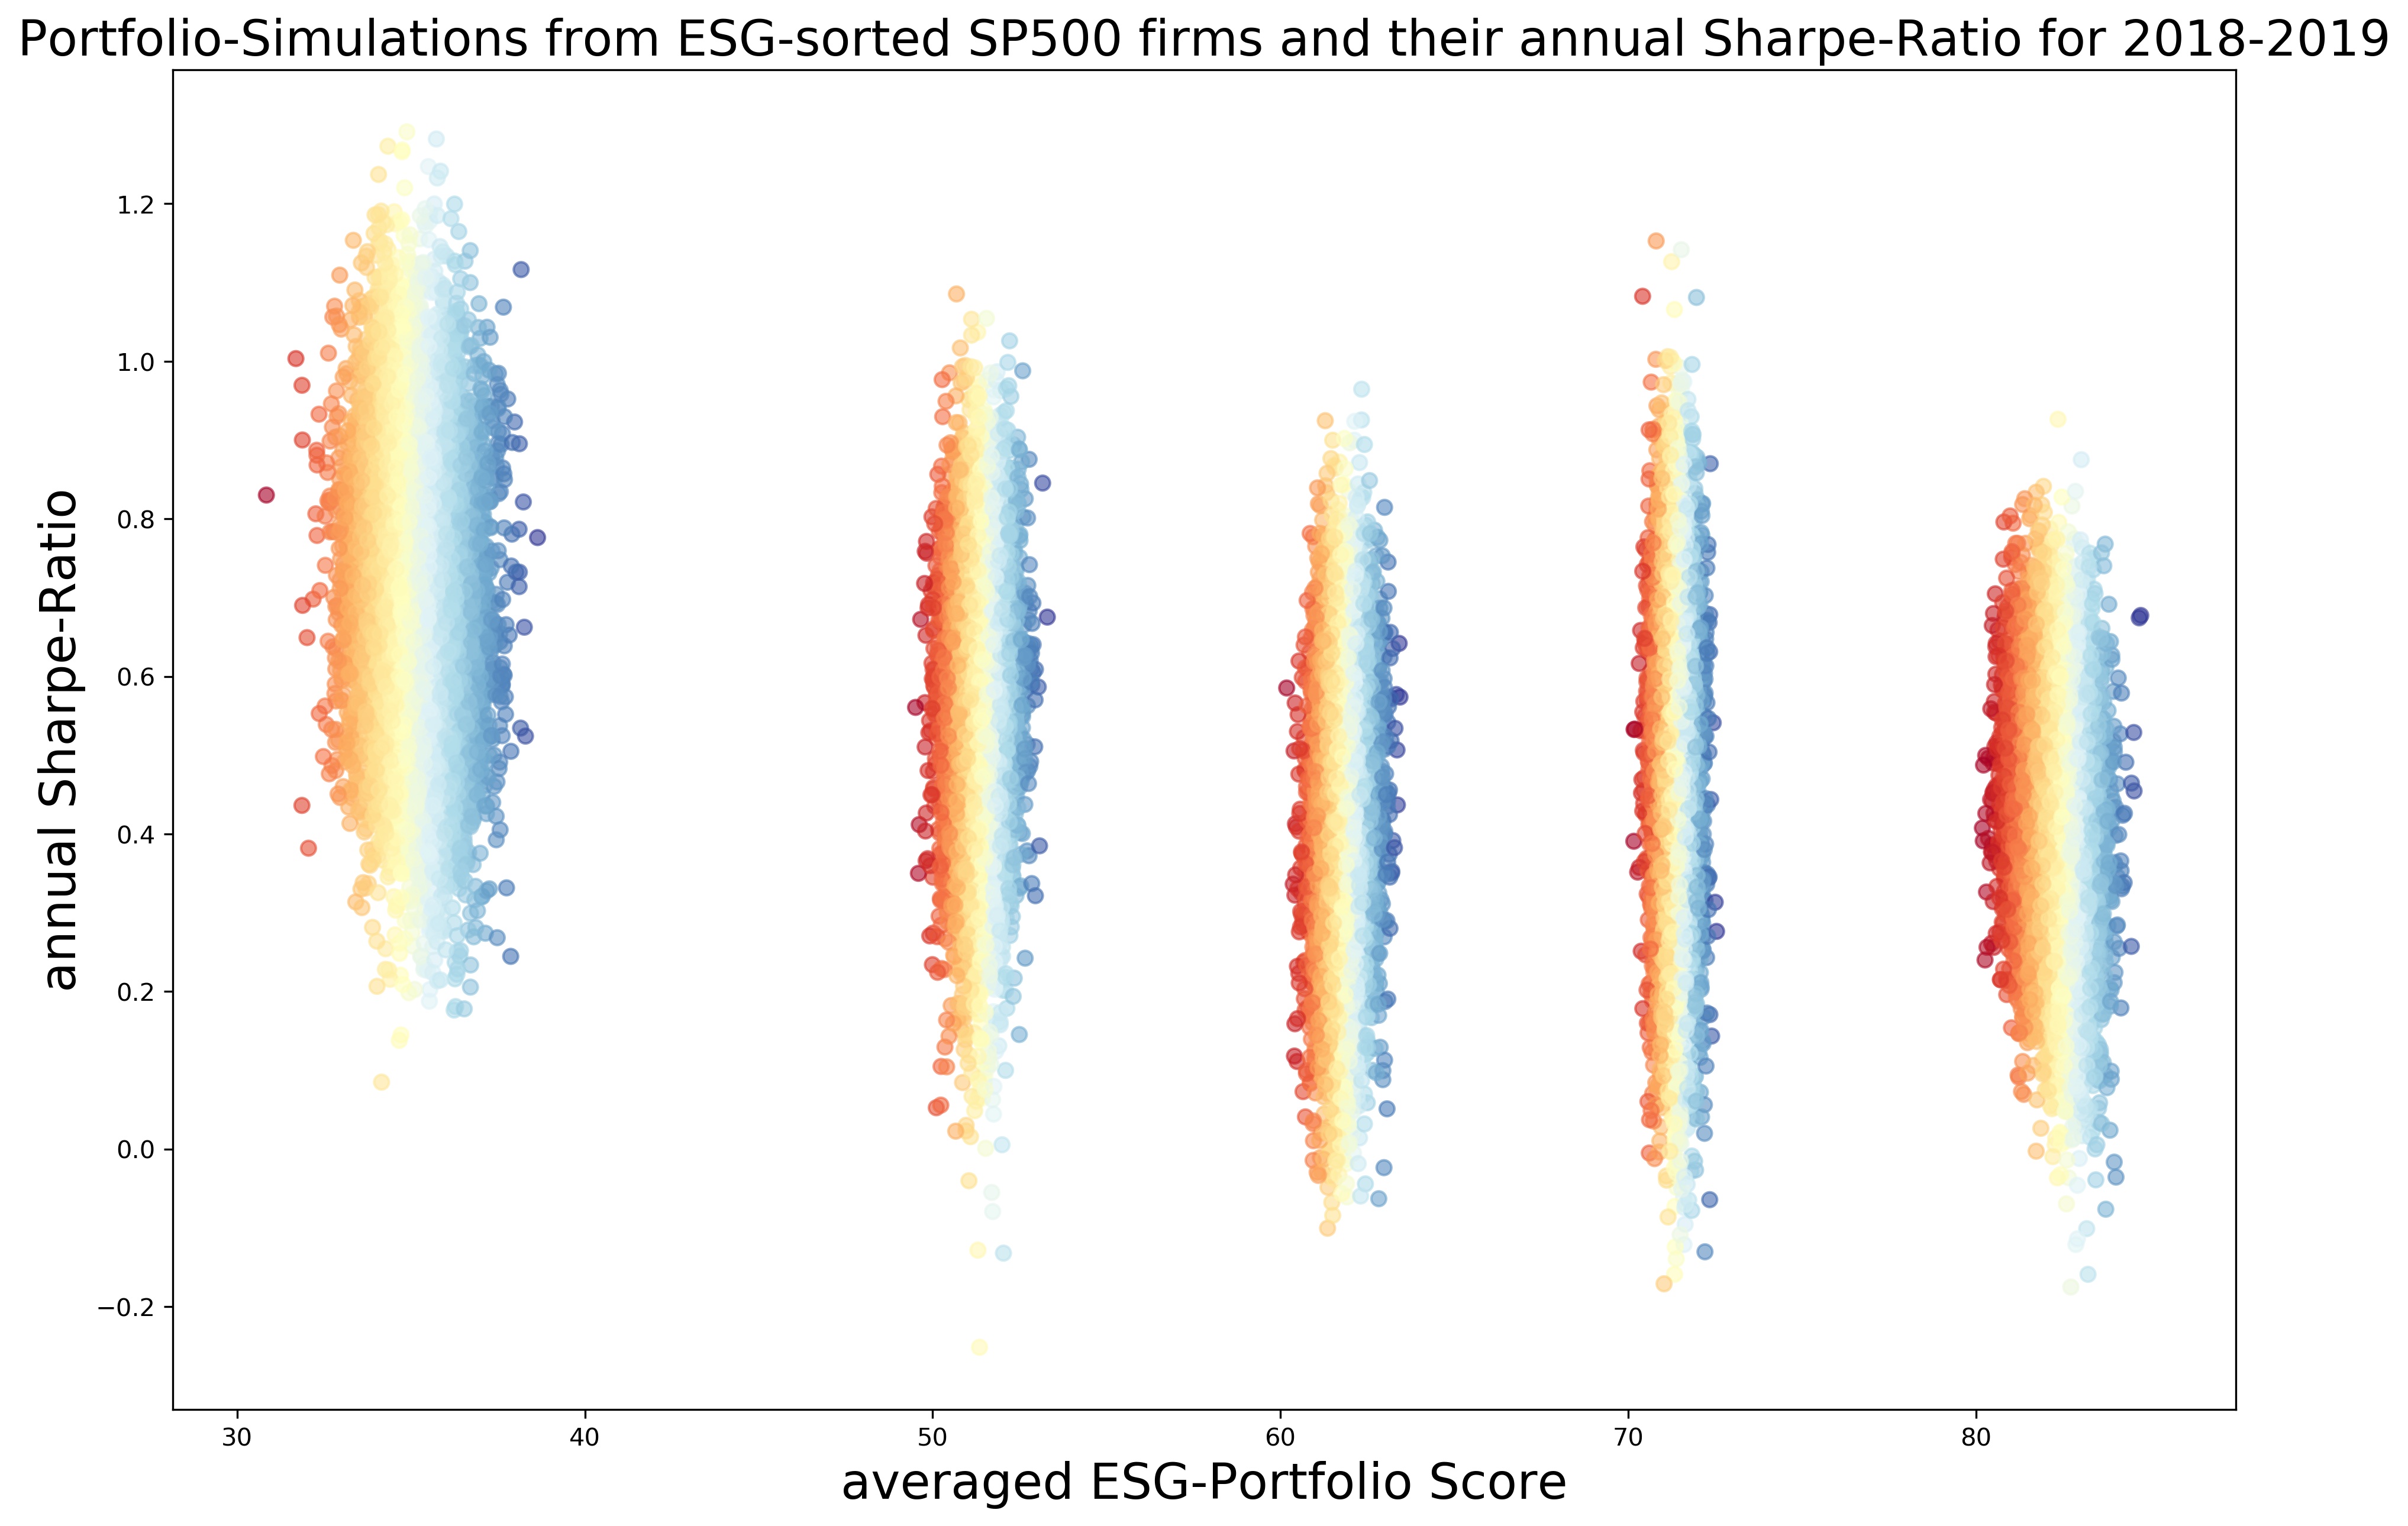 Portfolio-Simulations from ESG-sorted SP500 firms and their annual Sharpe-Ratio for 2018-2019
annual Sharpe-Ratio
1.2
1.0
0.8
0.6
0.4
0.2
0.0
−0.2
30 40 50 60 70 80
averaged ESG-Portfolio Score